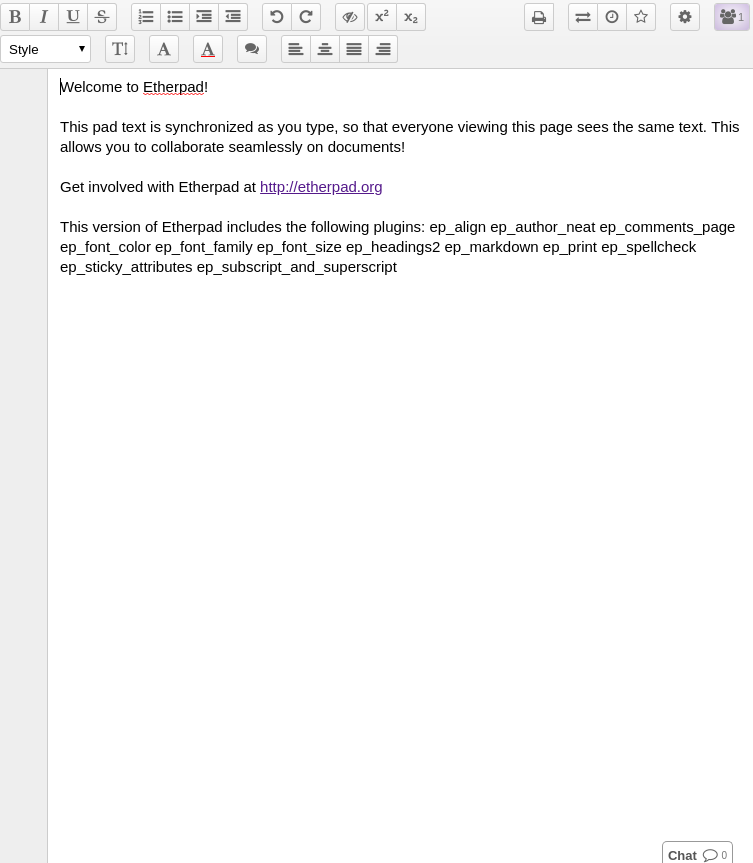 B I U S x² x₂ 1
Style T A A
Welcome to Etherpad!
This pad text is synchronized as you type, so that everyone viewing this page sees the same text. This
allows you to collaborate seamlessly on documents!
Get involved with Etherpad at http://etherpad.org
This version of Etherpad includes the following plugins: ep_align ep_author_neat ep_comments_page
ep_font_color ep_font_family ep_font_size ep_headings2 ep_markdown ep_print ep_spellcheck
ep_sticky_attributes ep_subscript_and_superscript
Chat 0